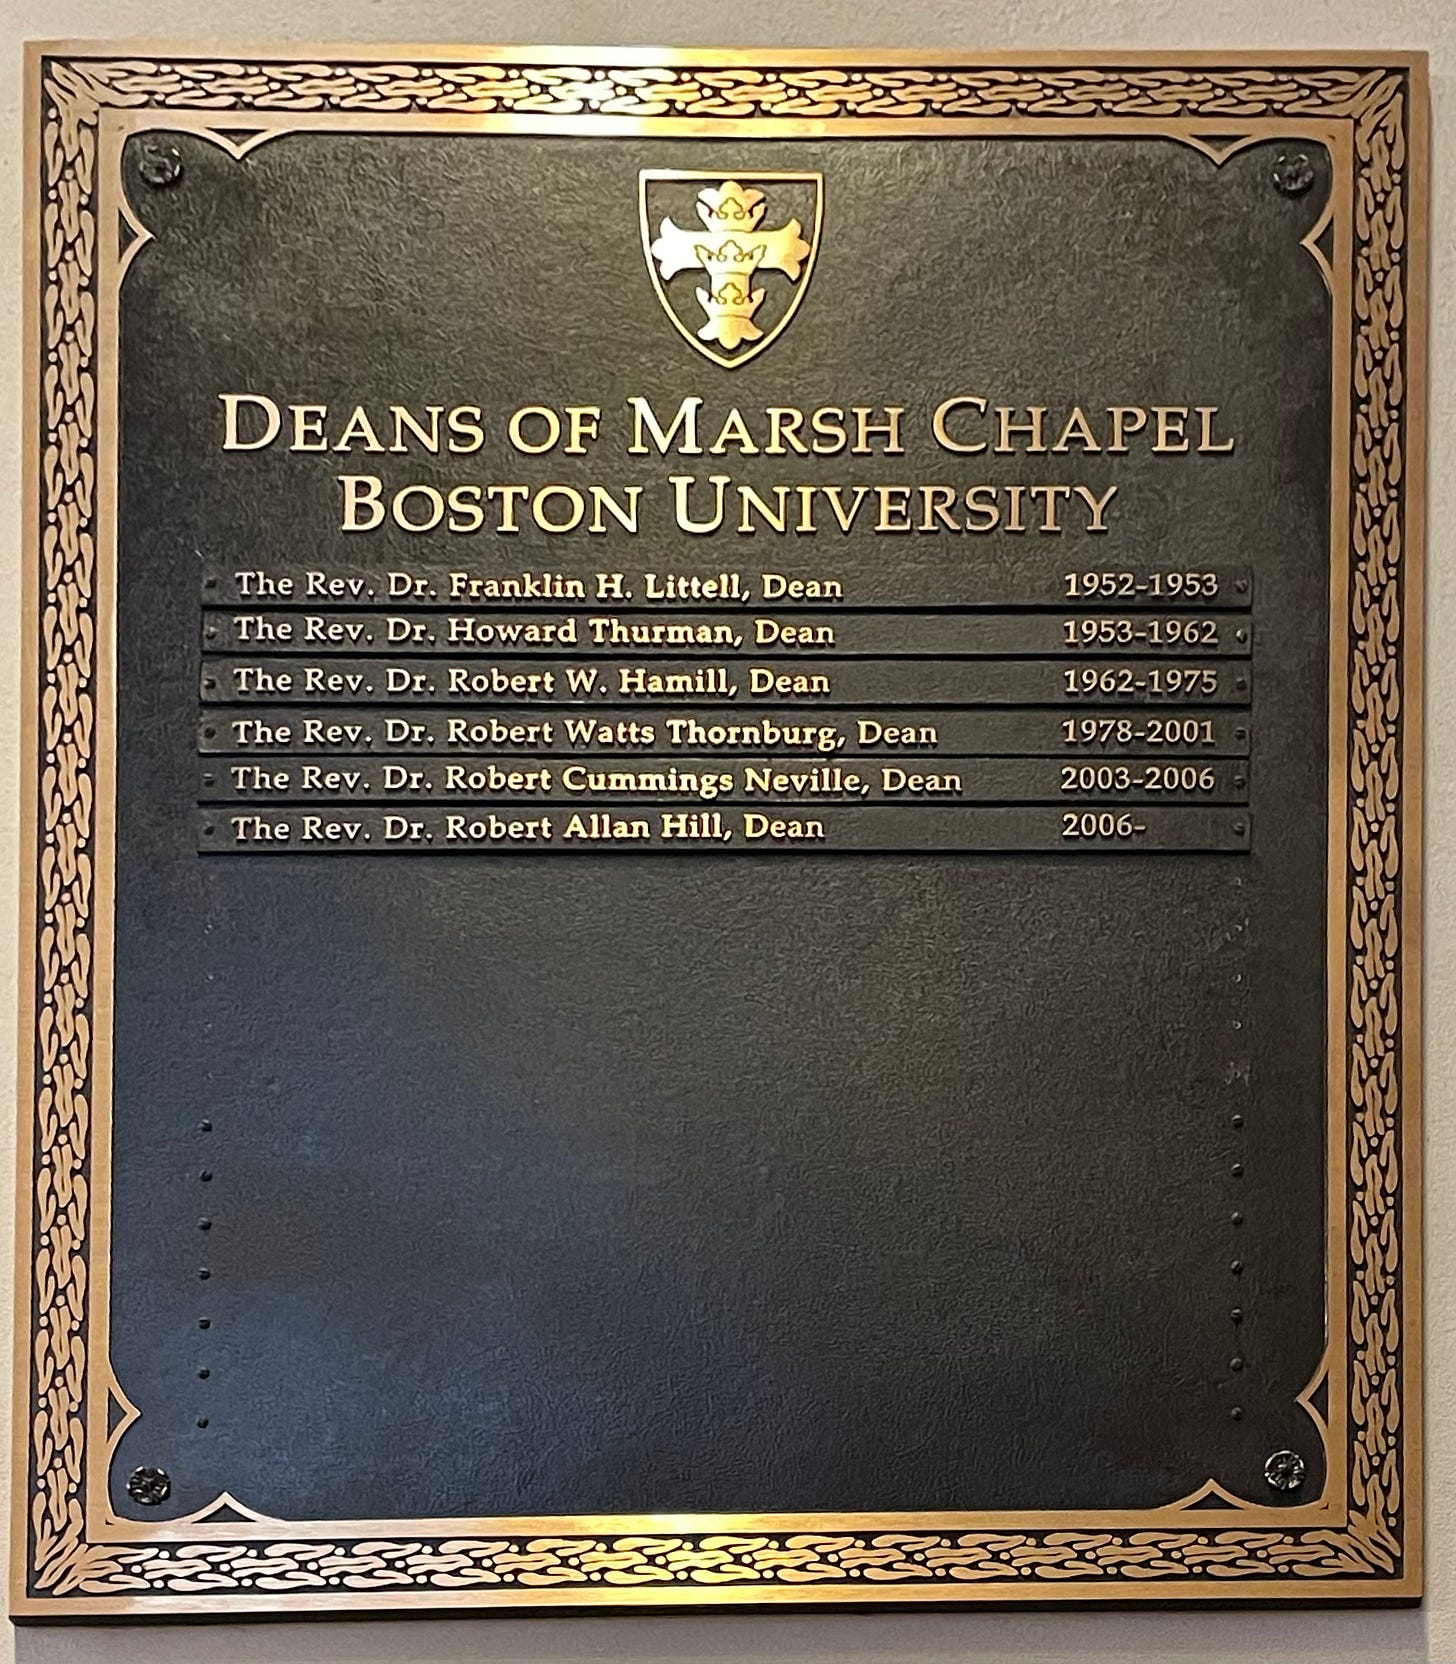 DEANS OF MARSH CHAPEL
BOSTON UNIVERSITY
The Rev. Dr. Franklin H. Littell, Dean 1952-1953
The Rev. Dr. Howard Thurman, Dean 1953-1962
The Rev. Dr. Robert W. Hamill, Dean 1962-1975
The Rev. Dr. Robert Watts Thornburg, Dean 1978-2001
The Rev. Dr. Robert Cummings Neville, Dean 2003-2006
The Rev. Dr. Robert Allan Hill, Dean 2006-